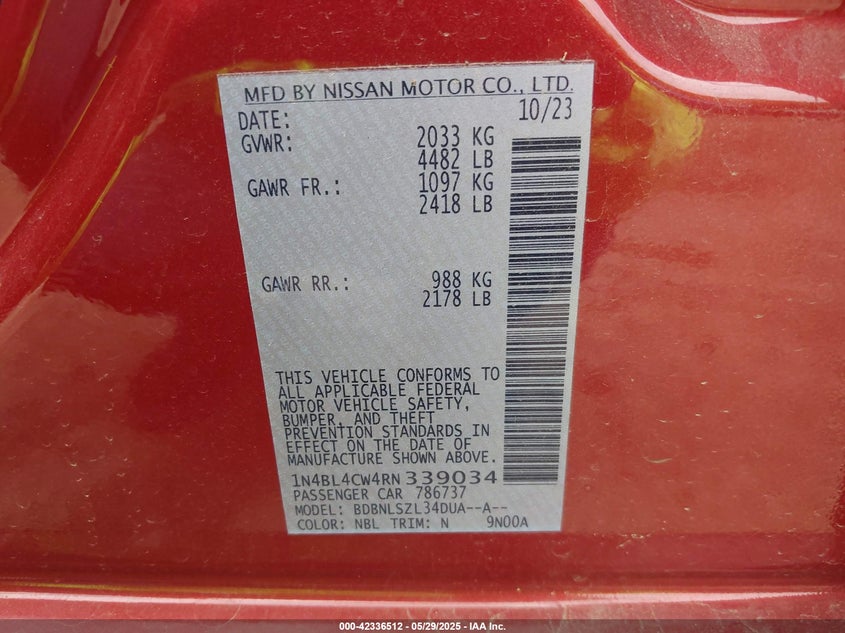 MFD BY NISSAN MOTOR CO., LTD.
DATE: 10/23
GVWR: 2033 KG
4482 LB
GAWR FR.: 1097 KG
2418 LB
GAWR RR.: 988 KG
2178 LB
THIS VEHICLE CONFORMS TO
ALL APPLICABLE FEDERAL
MOTOR VEHICLE SAFETY,
BUMPER, AND THEFT
PREVENTION STANDARDS IN
EFFECT ON THE DATE OF
MANUFACTURE SHOWN ABOVE.
1N4BL4CW4RN339034
PASSENGER CAR 786737
MODEL: BDBNLSZL34DUA--A--
COLOR: NBL TRIM: N 9N00A
000-42336512 — 05/29/2025 — IAA Inc.